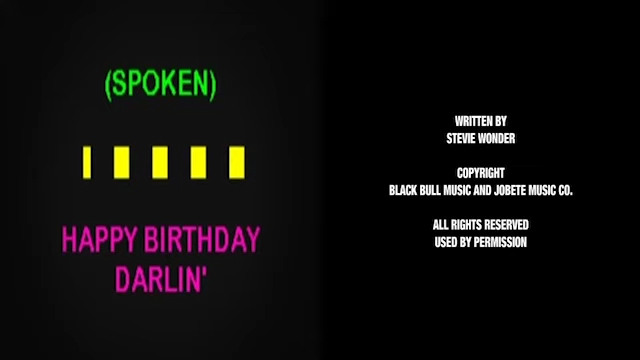 (SPOKEN)
HAPPY BIRTHDAY
DARLIN'
WRITTEN BY
STEVIE WONDER
COPYRIGHT
BLACK BULL MUSIC AND JOBETE MUSIC CO.
ALL RIGHTS RESERVED
USED BY PERMISSION